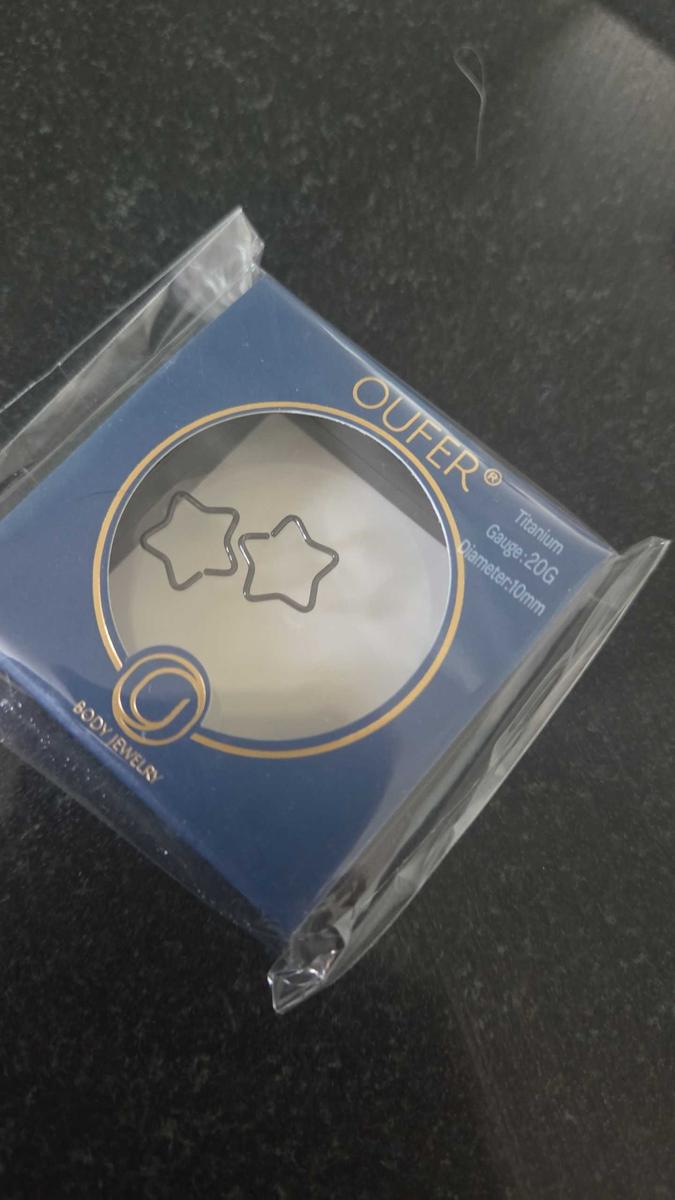 OUFER®
Titanium
Gauge: 20G
Diameter:10mm
BODY JEWELRY